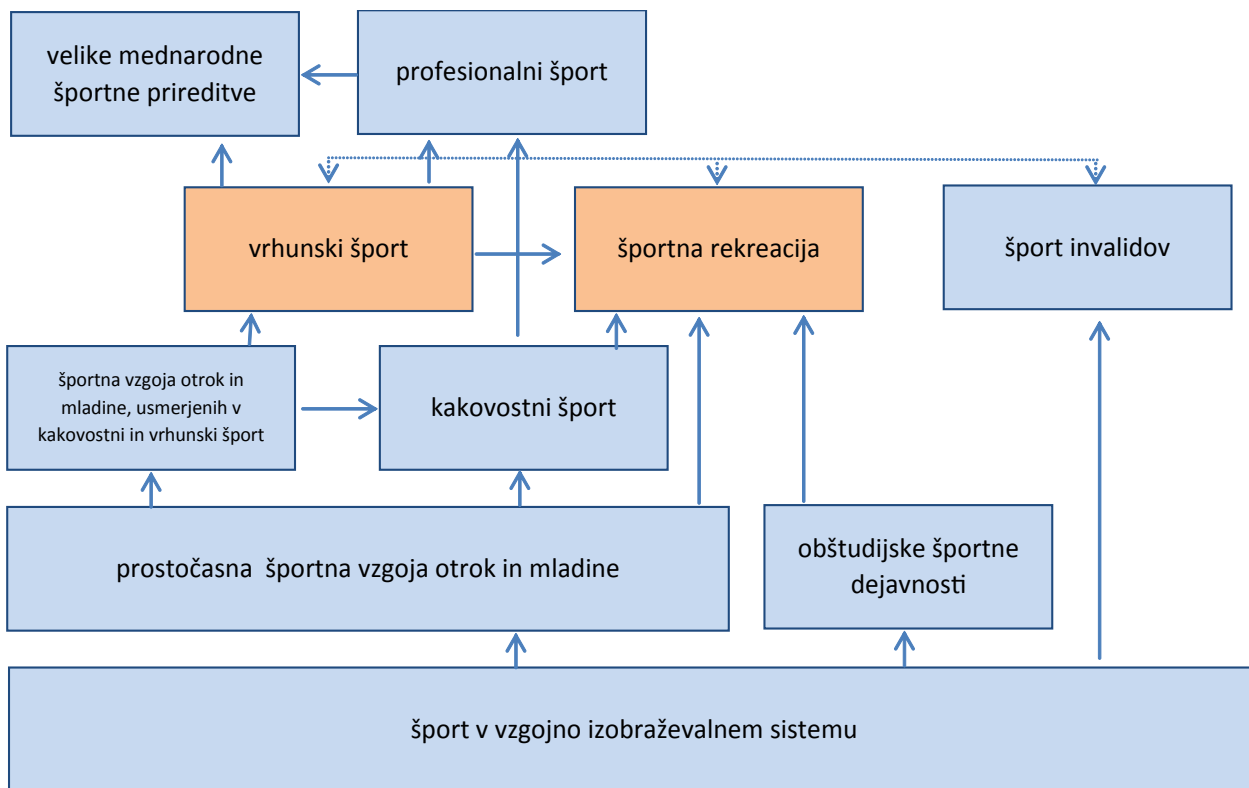 velike mednarodne
športne prireditve
profesionalni šport
vrhunski šport
športna rekreacija
šport invalidov
športna vzgoja otrok in
mladine, usmerjenih v
kakovostni in vrhunski šport
kakovostni šport
prostočasna športna vzgoja otrok in mladine
obštudijske športne
dejavnosti
šport v vzgojno izobraževalnem sistemu